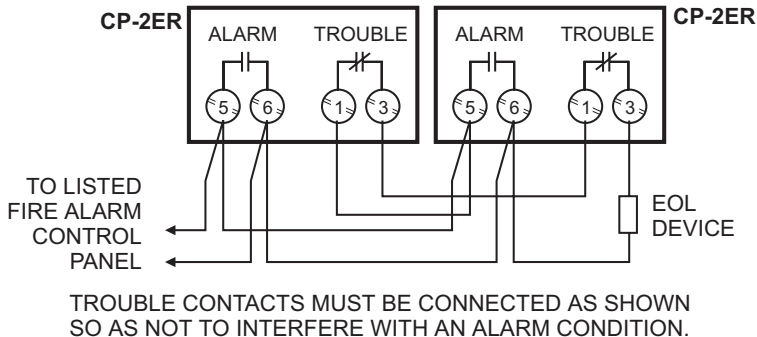 CP-2ER
CP-2ER
ALARM TROUBLE
ALARM TROUBLE
5 6 1 3
5 6 1 3
TO LISTED
FIRE ALARM
CONTROL
PANEL
EOL
DEVICE
TROUBLE CONTACTS MUST BE CONNECTED AS SHOWN
SO AS NOT TO INTERFERE WITH AN ALARM CONDITION.